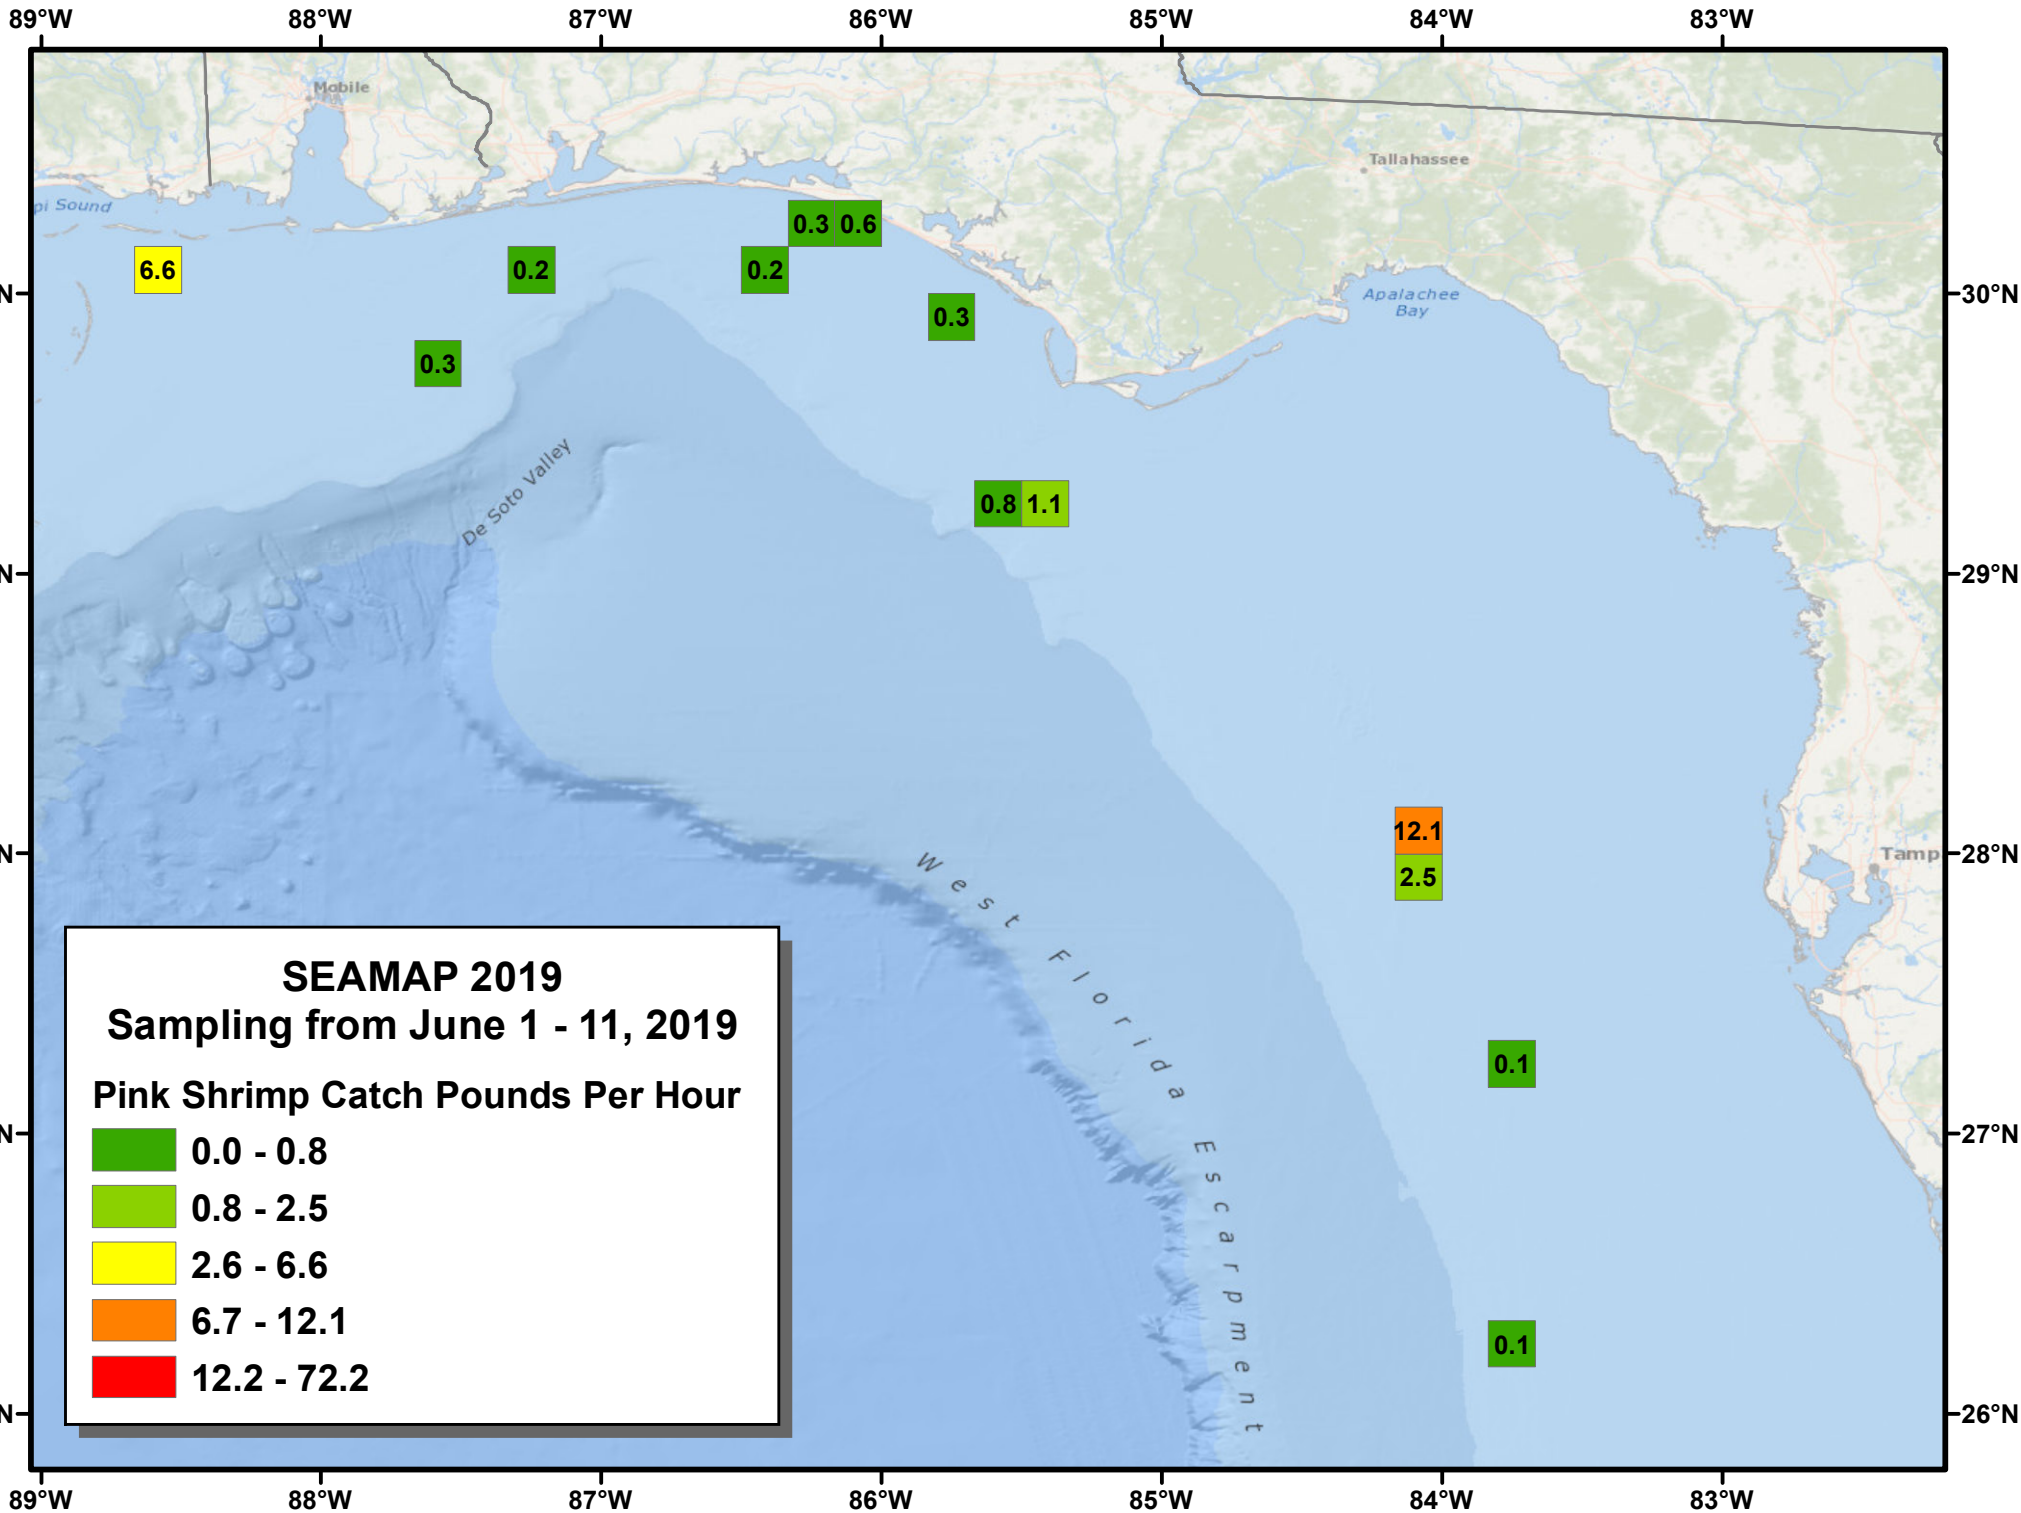 89°W 88°W 87°W 86°W 85°W 84°W 83°W
Mobile
Tallahassee
pi Sound
0.3 0.6
6.6 0.2 0.2
N 30°N
Apalachee
Bay
0.3
0.3
De Soto Valley
0.8 1.1
N 29°N
12.1
N 28°N
Tamp
2.5
West Florida Escarpment
SEAMAP 2019
Sampling from June 1 - 11, 2019
Pink Shrimp Catch Pounds Per Hour
0.0 - 0.8
0.8 - 2.5
2.6 - 6.6
6.7 - 12.1
12.2 - 72.2
0.1
N 27°N
0.1
N 26°N
89°W 88°W 87°W 86°W 85°W 84°W 83°W